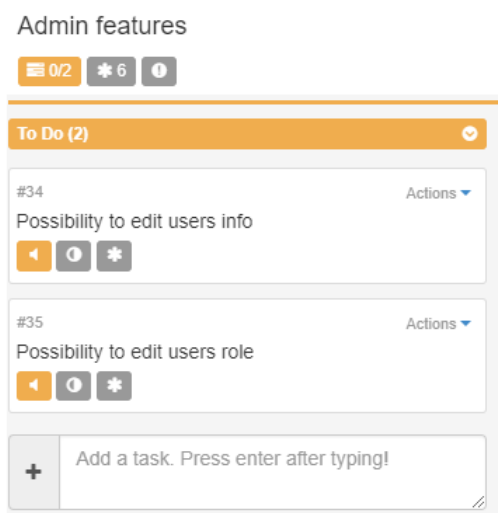 Admin features
0/2 6
To Do (2)
#34 Actions
Possibility to edit users info
#35 Actions
Possibility to edit users role
Add a task. Press enter after typing!